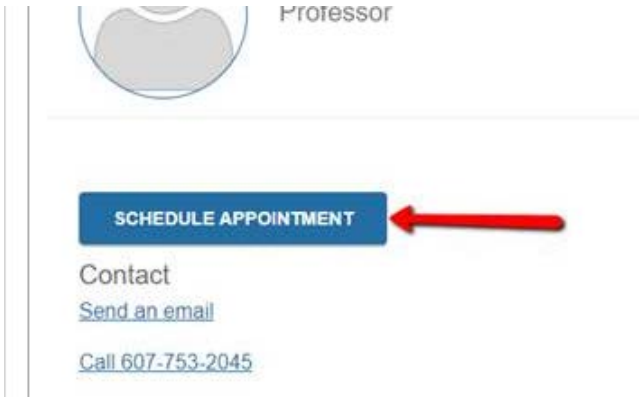 Professor
SCHEDULE APPOINTMENT
Contact
Send an email
Call 607-753-2045